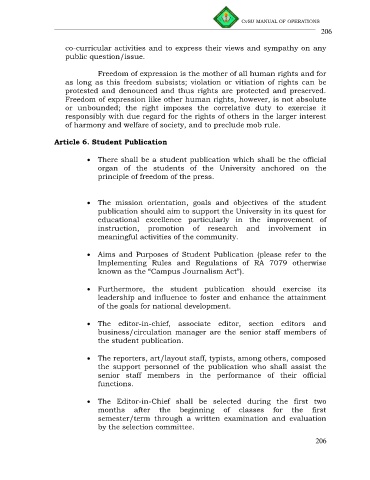 CvSU MANUAL OF OPERATIONS
206
co-curricular activities and to express their views and sympathy on any
public question/issue.
Freedom of expression is the mother of all human rights and for
as long as this freedom subsists; violation or vitiation of rights can be
protested and denounced and thus rights are protected and preserved.
Freedom of expression like other human rights, however, is not absolute
or unbounded; the right imposes the correlative duty to exercise it
responsibly with due regard for the rights of others in the larger interest
of harmony and welfare of society, and to preclude mob rule.
Article 6. Student Publication
• There shall be a student publication which shall be the official
organ of the students of the University anchored on the
principle of freedom of the press.
• The mission orientation, goals and objectives of the student
publication should aim to support the University in its quest for
educational excellence particularly in the improvement of
instruction, promotion of research and involvement in
meaningful activities of the community.
• Aims and Purposes of Student Publication (please refer to the
Implementing Rules and Regulations of RA 7079 otherwise
known as the “Campus Journalism Act”).
• Furthermore, the student publication should exercise its
leadership and influence to foster and enhance the attainment
of the goals for national development.
• The editor-in-chief, associate editor, section editors and
business/circulation manager are the senior staff members of
the student publication.
• The reporters, art/layout staff, typists, among others, composed
the support personnel of the publication who shall assist the
senior staff members in the performance of their official
functions.
• The Editor-in-Chief shall be selected during the first two
months after the beginning of classes for the first
semester/term through a written examination and evaluation
by the selection committee.
206